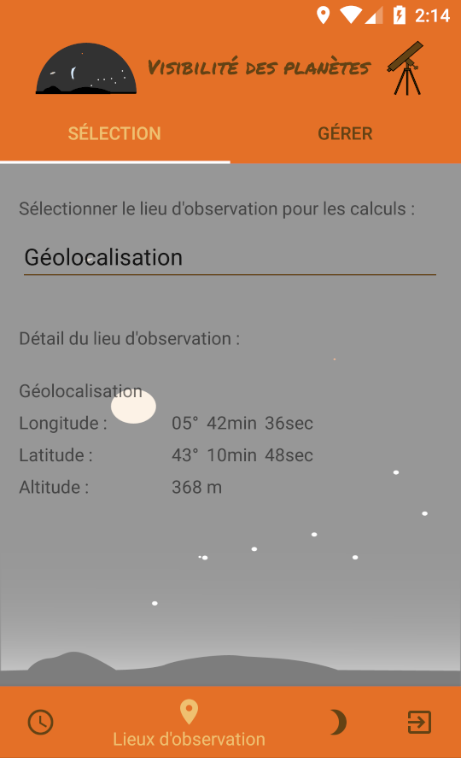 2:14
Visibilité des planètes
SÉLECTION GÉRER
Sélectionner le lieu d'observation pour les calculs :
Géolocalisation
Détail du lieu d'observation :
Géolocalisation
Longitude : 05° 42min 36sec
Latitude : 43° 10min 48sec
Altitude : 368 m
Lieux d'observation